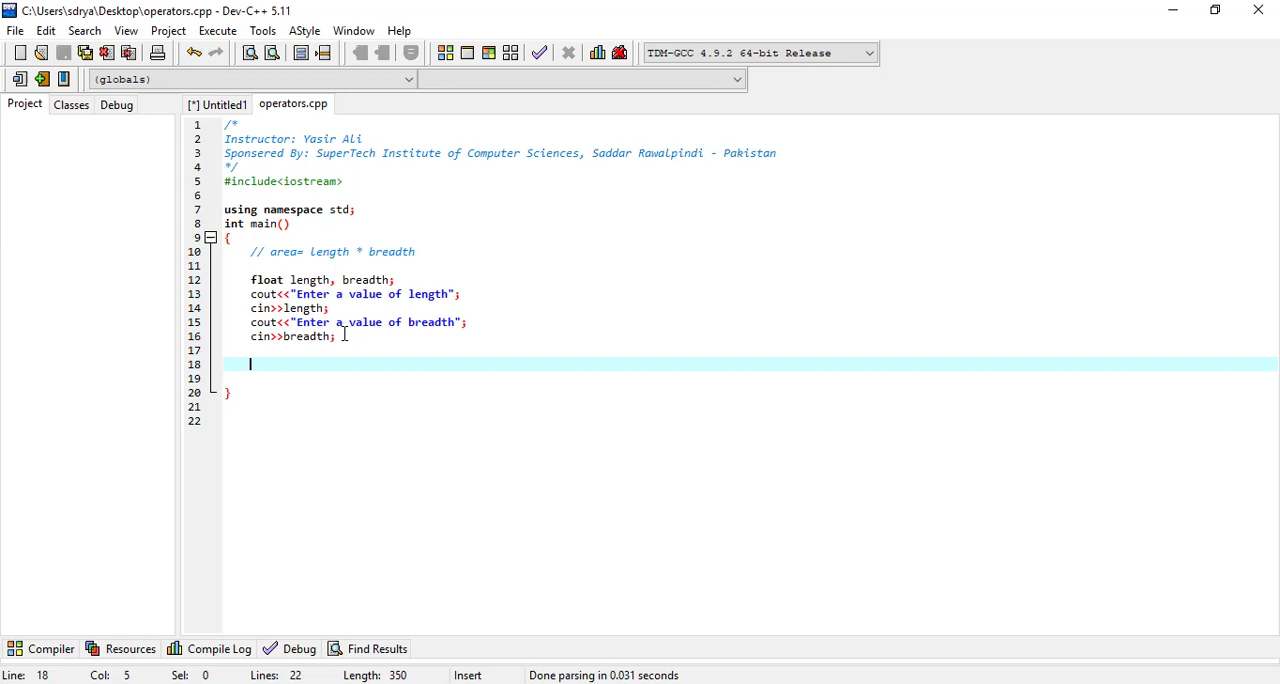 C:\Users\sdrya\Desktop\operators.cpp - Dev-C++ 5.11
File Edit Search View Project Execute Tools AStyle Window Help
TDM-GCC 4.9.2 64-bit Release
(globals)
Project Classes Debug [*] Untitled1 operators.cpp
1 /*
2 Instructor: Yasir Ali
3 Sponsered By: SuperTech Institute of Computer Sciences, Saddar Rawalpindi - Pakistan
4 */
5 #include<iostream>
6
7 using namespace std;
8 int main()
9 {
10 // area= length * breadth
11
12 float length, breadth;
13 cout<<"Enter a value of length";
14 cin>>length;
15 cout<<"Enter a value of breadth";
16 cin>>breadth;
17
18
19
20 }
21
22
Compiler Resources Compile Log Debug Find Results
Line: 18 Col: 5 Sel: 0 Lines: 22 Length: 350 Insert Done parsing in 0.031 seconds